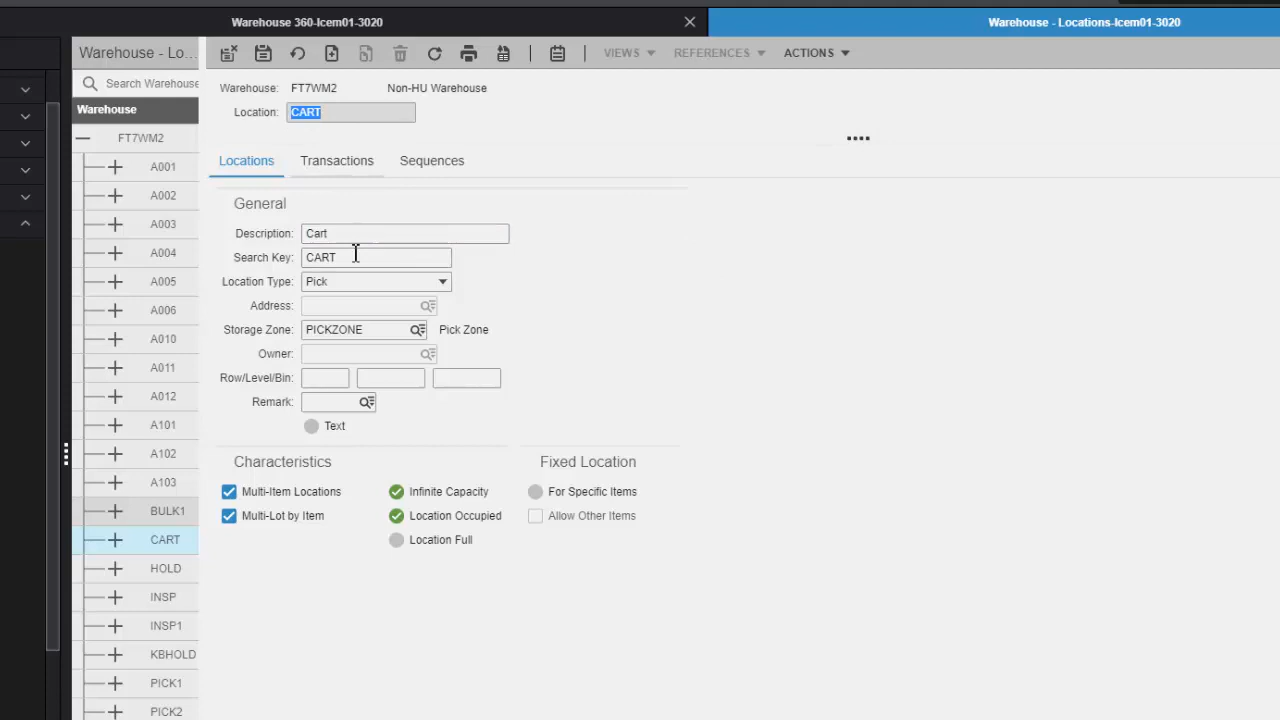 Warehouse 360-Icem01-3020
Warehouse - Locations-Icem01-3020
Warehouse - Lo...
VIEWS
REFERENCES
ACTIONS
Search Warehouse
Warehouse
FT7WM2
A001
A002
A003
A004
A005
A006
A010
A011
A012
A101
A102
A103
BULK1
CART
HOLD
INSP
INSP1
KBHOLD
PICK1
PICK2
Warehouse: FT7WM2 Non-HU Warehouse
Location: CART
Locations Transactions Sequences
General
Description: Cart
Search Key: CART
Location Type: Pick
Address:
Storage Zone: PICKZONE Pick Zone
Owner:
Row/Level/Bin:
Remark:
Text
Characteristics
Multi-Item Locations
Multi-Lot by Item
Infinite Capacity
Location Occupied
Location Full
Fixed Location
For Specific Items
Allow Other Items